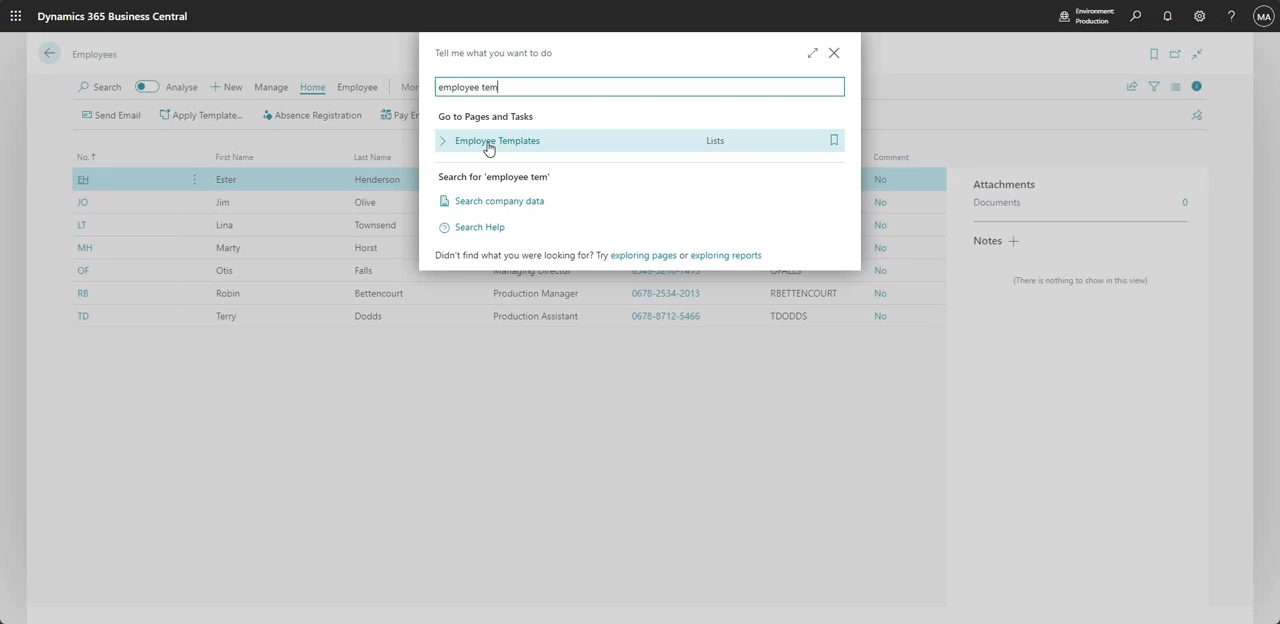 Dynamics 365 Business Central
Environment:
Production
MA
Employees
Tell me what you want to do
employee tem
Search
Analyse
New
Manage
Home
Employee
Send Email
Apply Template...
Absence Registration
Go to Pages and Tasks
Employee Templates
Lists
Search for 'employee tem'
Search company data
Search Help
Didn't find what you were looking for? Try exploring pages or exploring reports
No. ↑ First Name Last Name Comment
EH Ester Henderson No
JO Jim Olive No
LT Lina Townsend No
MH Marty Horst No
OF Otis Falls Managing Director OFALLS No
RB Robin Bettencourt Production Manager 0678-2534-2013 RBETTENCOURT No
TD Terry Dodds Production Assistant 0678-8712-5466 TDODDS No
Attachments
Documents 0
Notes
(There is nothing to show in this view)